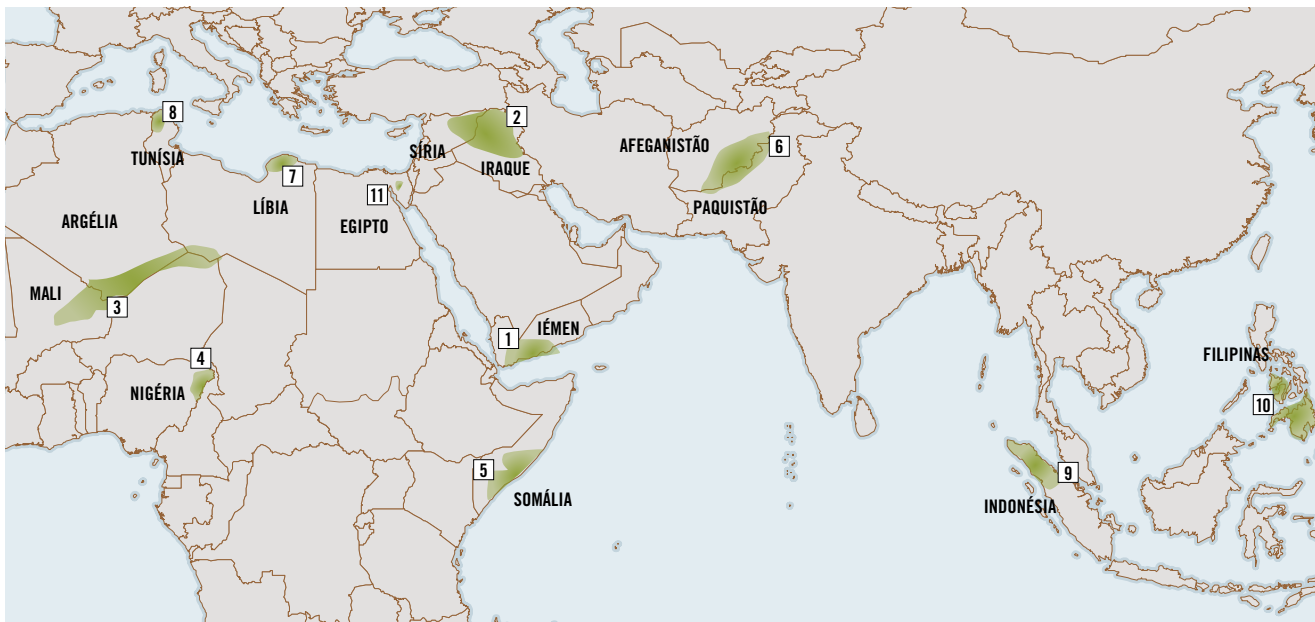 8
TUNÍSIA
2
SÍRIA
IRAQUE
AFEGANISTÃO
6
PAQUISTÃO
7
LÍBIA
11
EGIPTO
ARGÉLIA
MALI
3
1
IÉMEN
4
NIGÉRIA
5
SOMÁLIA
FILIPINAS
10
9
INDONÉSIA